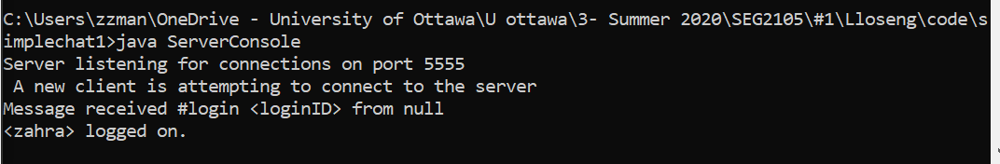 C:\Users\zzman\OneDrive - University of Ottawa\U ottawa\3- Summer 2020\SEG2105\#1\Lloseng\code\s
implechat1>java ServerConsole
Server listening for connections on port 5555
 A new client is attempting to connect to the server
Message received #login <loginID> from null
<zahra> logged on.